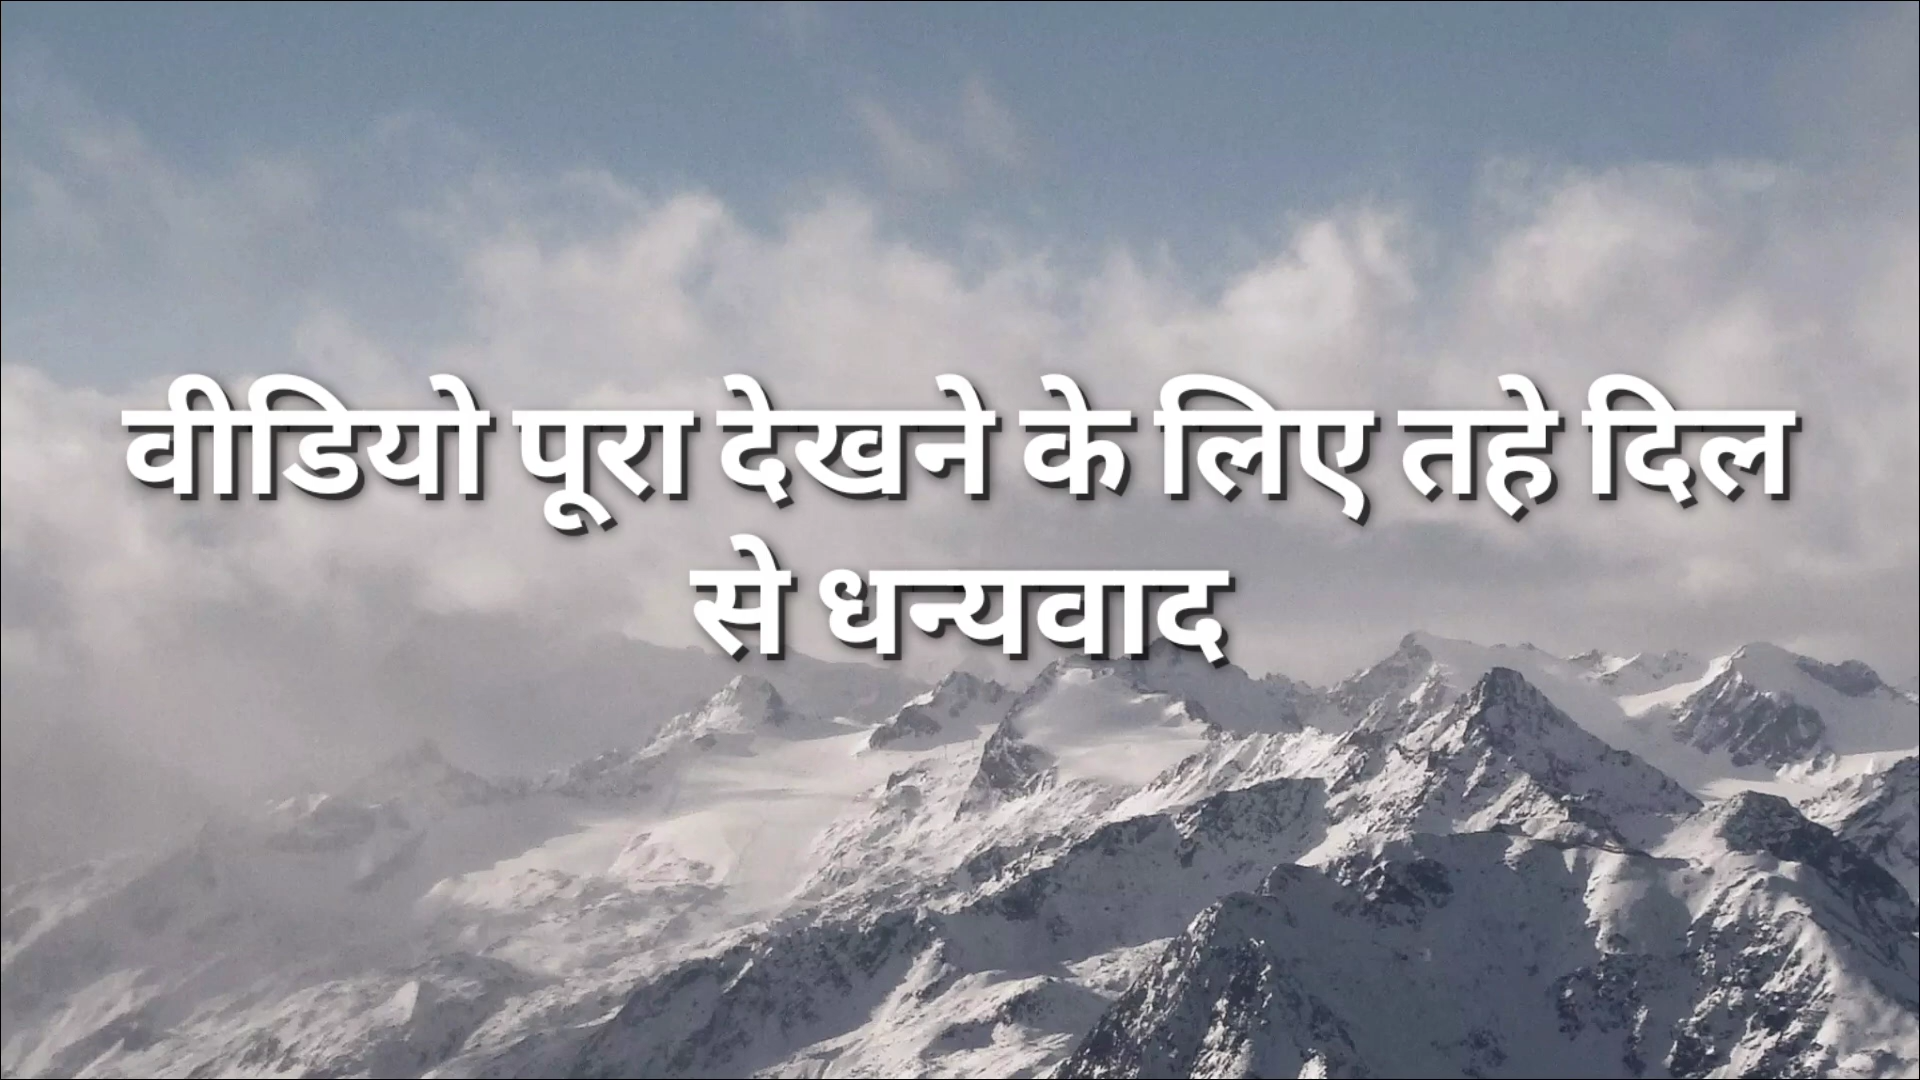 वीडियो पूरा देखने के लिए तहे दिल
से धन्यवाद